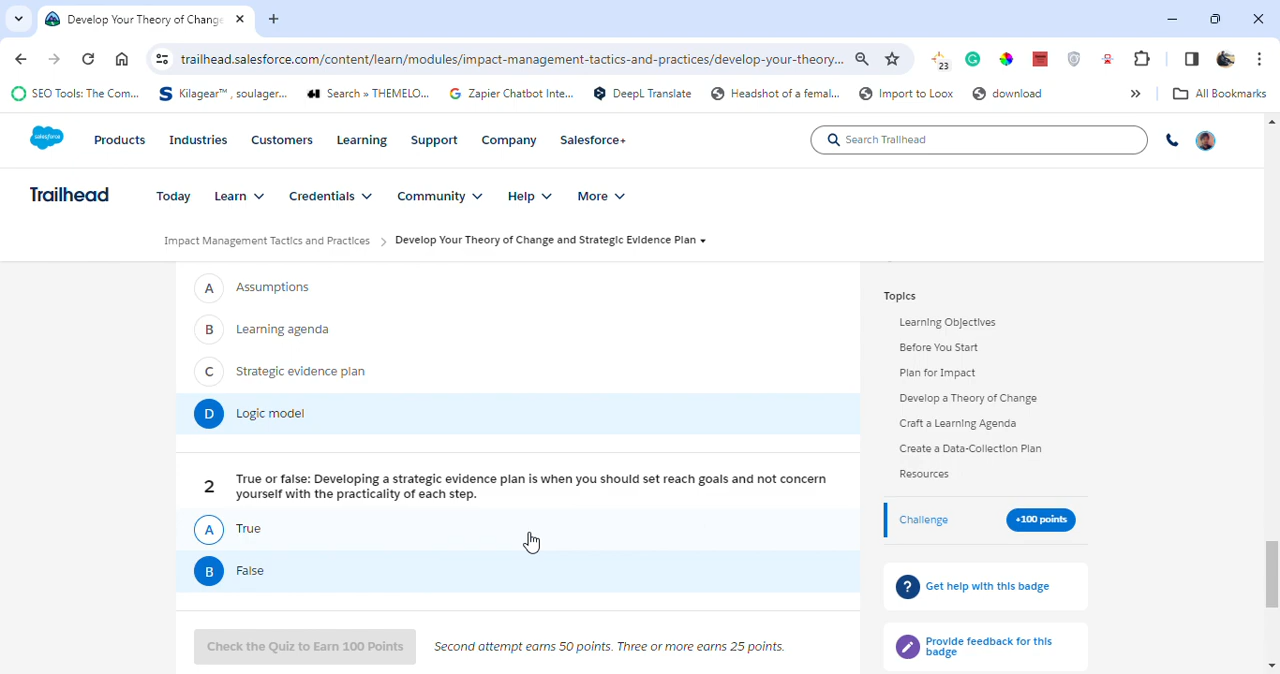 Develop Your Theory of Change
trailhead.salesforce.com/content/learn/modules/impact-management-tactics-and-practices/develop-your-theory...
23
SEO Tools: The Com...
Kilagear™ , soulager...
Search » THEMELO...
Zapier Chatbot Inte...
DeepL Translate
Headshot of a femal...
Import to Loox
download
»
All Bookmarks
salesforce
Products
Industries
Customers
Learning
Support
Company
Salesforce+
Search Trailhead
Trailhead
Today
Learn
Credentials
Community
Help
More
Impact Management Tactics and Practices
Develop Your Theory of Change and Strategic Evidence Plan
A Assumptions
B Learning agenda
C Strategic evidence plan
D Logic model
2 True or false: Developing a strategic evidence plan is when you should set reach goals and not concern
yourself with the practicality of each step.
A True
B False
Check the Quiz to Earn 100 Points
Second attempt earns 50 points. Three or more earns 25 points.
Topics
Learning Objectives
Before You Start
Plan for Impact
Develop a Theory of Change
Craft a Learning Agenda
Create a Data-Collection Plan
Resources
Challenge
+100 points
? Get help with this badge
Provide feedback for this
badge